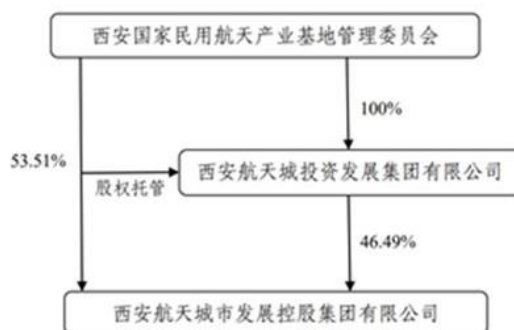 西安国家民用航天产业基地管理委员会
100%
53.51%
西安航天城投资发展集团有限公司
股权托管
46.49%
西安航天城市发展控股集团有限公司